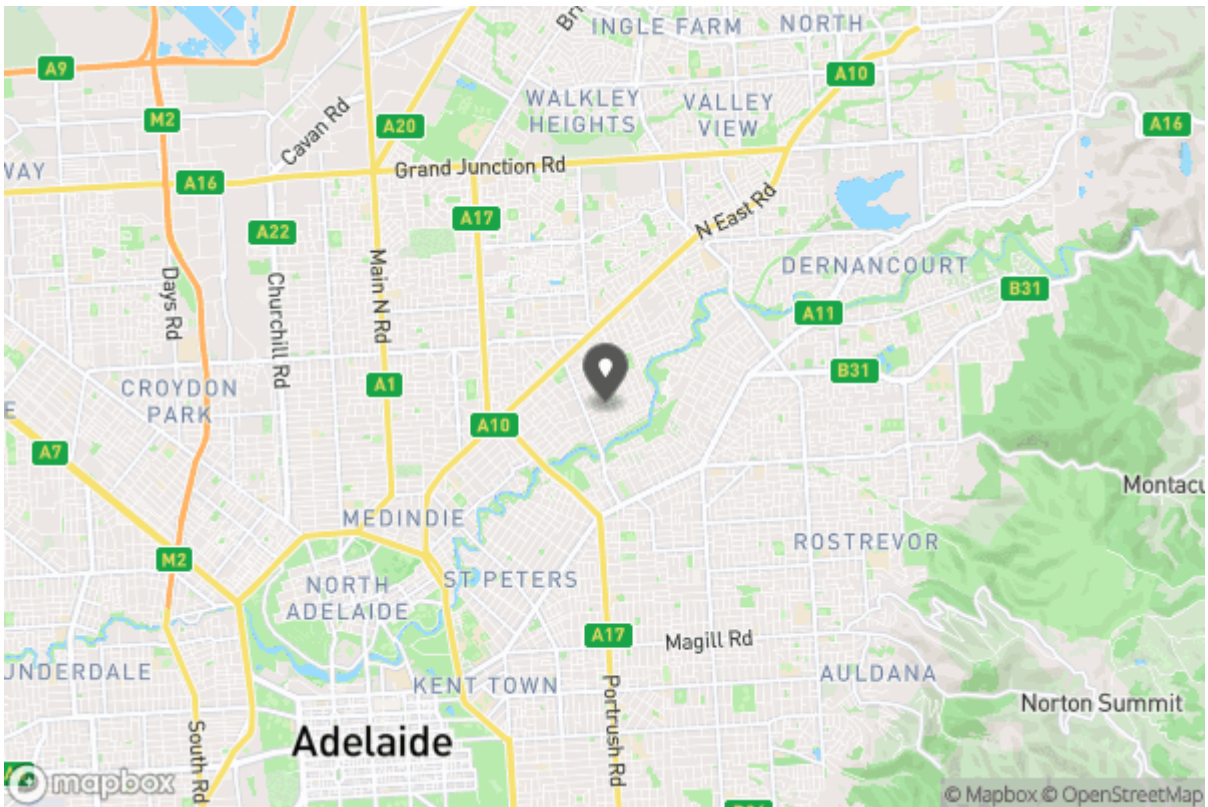 Bri
INGLE FARM
NORTH
A9
A10
M2
WALKLEY
HEIGHTS
VALLEY
VIEW
Cavan Rd
A20
A16
Grand Junction Rd
WAY
A16
A17
N East Rd
A22
DERNANCOURT
Main N Rd
Days Rd
Churchill Rd
B31
A11
B31
CROYDON
PARK
A1
E
A10
A7
Montacu
MEDINDIE
ROSTREVOR
M2
ST PETERS
NORTH
ADELAIDE
A17
Magill Rd
UNDERDALE
KENT TOWN
AULDANA
Portrush Rd
Norton Summit
South Rd
Adelaide
mapbox
© Mapbox © OpenStreetMap